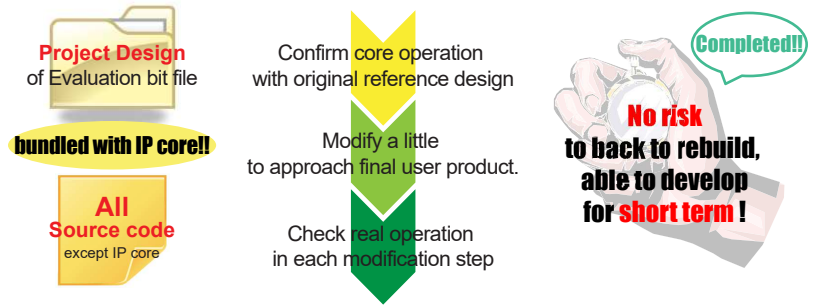 Project Design
of Evaluation bit file
bundled with IP core!!
All
Source code
except IP core
Confirm core operation
with original reference design
Modify a little
to approach final user product.
Check real operation
in each modification step
Completed!!
No risk
to back to rebuild,
able to develop
for short term !